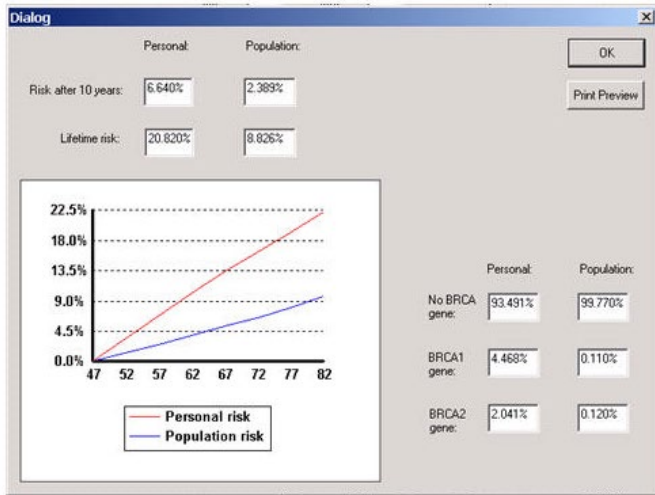 Dialog
Personal: Population:
OK
Risk after 10 years: 6.640% 2.389%
Print Preview
Lifetime risk: 20.820% 8.826%
22.5%
18.0%
13.5%
9.0%
4.5%
0.0%
47 52 57 62 67 72 77 82
Personal risk
Population risk
Personal: Population:
No BRCA gene: 93.491% 99.770%
BRCA1 gene: 4.468% 0.110%
BRCA2 gene: 2.041% 0.120%